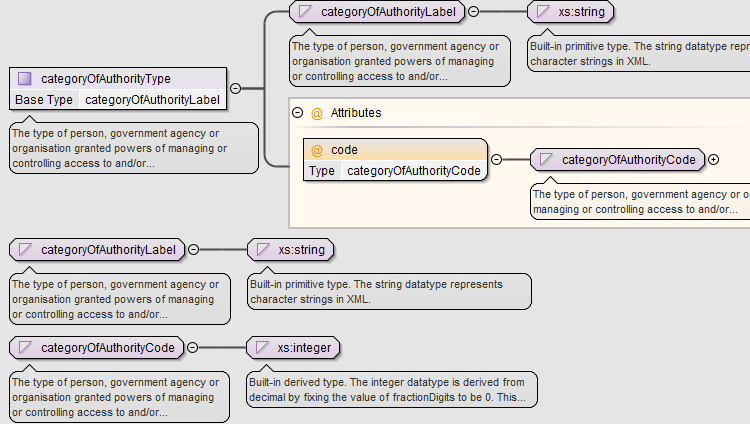 categoryOfAuthorityLabel
xs:string
The type of person, government agency or
organisation granted powers of managing
or controlling access to and/or...
Built-in primitive type. The string datatype
character strings in XML.
categoryOfAuthorityType
Base Type categoryOfAuthorityLabel
The type of person, government agency or
organisation granted powers of managing or
controlling access to and/or...
@ Attributes
@ code
Type categoryOfAuthorityCode
categoryOfAuthorityCode
The type of person, government agency or
managing or controlling access to and/or...
categoryOfAuthorityLabel
xs:string
The type of person, government agency or
organisation granted powers of managing
or controlling access to and/or...
Built-in primitive type. The string datatype represents
character strings in XML.
categoryOfAuthorityCode
xs:integer
The type of person, government agency or
organisation granted powers of managing
or controlling access to and/or...
Built-in derived type. The integer datatype is derived from
decimal by fixing the value of fractionDigits to be 0. This...